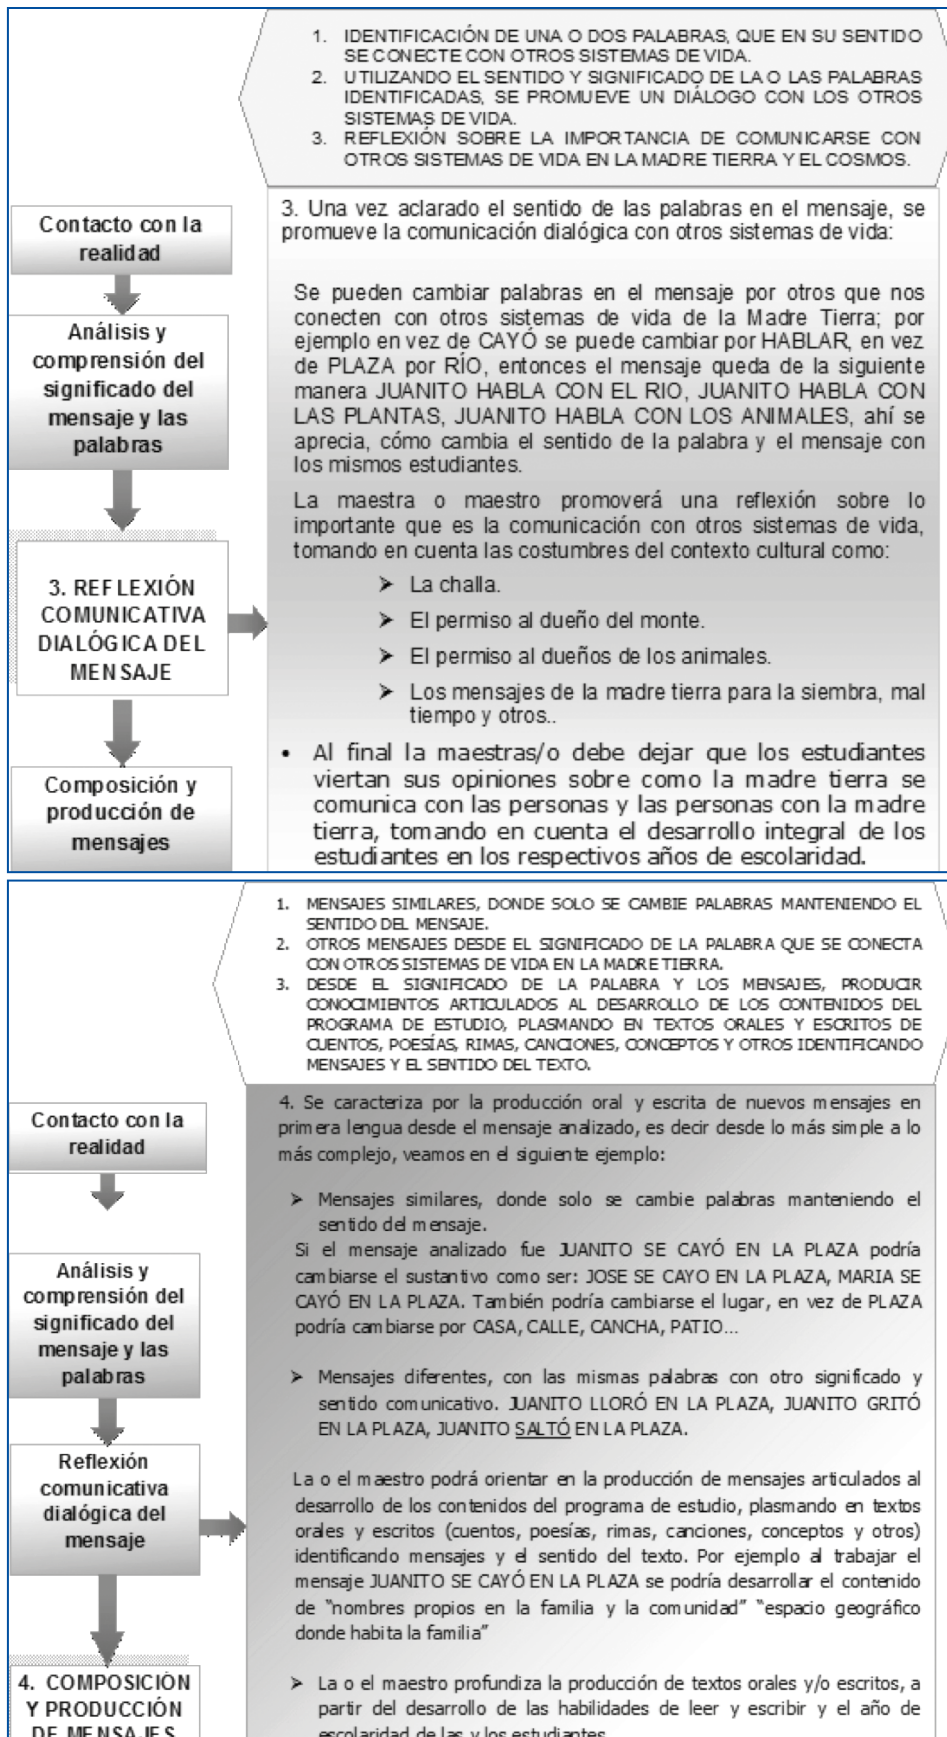 1. IDENTIFICACIÓN DE UNA O DOS PALABRAS, QUE EN SU SENTIDO
SE CONECTE CON OTROS SISTEMAS DE VIDA.
2. UTILIZANDO EL SENTIDO Y SIGNIFICADO DE LA O LAS PALABRAS
IDENTIFICADAS, SE PROMUEVE UN DIÁLOGO CON LOS OTROS
SISTEMAS DE VIDA.
3. REFLEXIÓN SOBRE LA IMPORTANCIA DE COMUNICARSE CON
OTROS SISTEMAS DE VIDA EN LA MADRE TIERRA Y EL COSMOS.
Contacto con la
realidad
Análisis y
comprensión del
significado del
mensaje y las
palabras
3. REFLEXIÓN
COMUNICATIVA
DIALÓGICA DEL
MENSAJE
Composición y
producción de
mensajes
3. Una vez aclarado el sentido de las palabras en el mensaje, se
promueve la comunicación dialógica con otros sistemas de vida:
Se pueden cambiar palabras en el mensaje por otros que nos
conecten con otros sistemas de vida de la Madre Tierra; por
ejemplo en vez de CAYÓ se puede cambiar por HABLAR, en vez
de PLAZA por RÍO, entonces el mensaje queda de la siguiente
manera JUANITO HABLA CON EL RIO, JUANITO HABLA CON
LAS PLANTAS, JUANITO HABLA CON LOS ANIMALES, ahí se
aprecia, cómo cambia el sentido de la palabra y el mensaje con
los mismos estudiantes.
La maestra o maestro promoverá una reflexión sobre lo
importante que es la comunicación con otros sistemas de vida,
tomando en cuenta las costumbres del contexto cultural como:
➤ La challa.
➤ El permiso al dueño del monte.
➤ El permiso al dueños de los animales.
➤ Los mensajes de la madre tierra para la siembra, mal
tiempo y otros..
• Al final la maestras/o debe dejar que los estudiantes
viertan sus opiniones sobre como la madre tierra se
comunica con las personas y las personas con la madre
tierra, tomando en cuenta el desarrollo integral de los
estudiantes en los respectivos años de escolaridad.
1. MENSAJES SIMILARES, DONDE SOLO SE CAMBIE PALABRAS MANTENIENDO EL
SENTIDO DEL MENSAJE.
2. OTROS MENSAJES DESDE EL SIGNIFICADO DE LA PALABRA QUE SE CONECTA
CON OTROS SISTEMAS DE VIDA EN LA MADRE TIERRA.
3. DESDE EL SIGNIFICADO DE LA PALABRA Y LOS MENSAJES, PRODUCIR
CONOCIMIENTOS ARTICULADOS AL DESARROLLO DE LOS CONTENIDOS DEL
PROGRAMA DE ESTUDIO, PLASMANDO EN TEXTOS ORALES Y ESCRITOS DE
CUENTOS, POESÍAS, RIMAS, CANCIONES, CONCEPTOS Y OTROS IDENTIFICANDO
MENSAJES Y EL SENTIDO DEL TEXTO.
Contacto con la
realidad
Análisis y
comprensión del
significado del
mensaje y las
palabras
Reflexión
comunicativa
dialógica del
mensaje
4. COMPOSICIÓN
Y PRODUCCIÓN
DE MENSAJES
4. Se caracteriza por la producción oral y escrita de nuevos mensajes en
primera lengua desde el mensaje analizado, es decir desde lo más simple a lo
más complejo, veamos en el siguiente ejemplo:
➤ Mensajes similares, donde solo se cambie palabras manteniendo el
sentido del mensaje.
Si el mensaje analizado fue JUANITO SE CAYÓ EN LA PLAZA podría
cambiarse el sustantivo como ser: JOSE SE CAYO EN LA PLAZA, MARIA SE
CAYÓ EN LA PLAZA. También podría cambiarse el lugar, en vez de PLAZA
podría cambiarse por CASA, CALLE, CANCHA, PATIO...
➤ Mensajes diferentes, con las mismas palabras con otro significado y
sentido comunicativo. JUANITO LLORÓ EN LA PLAZA, JUANITO GRITÓ
EN LA PLAZA, JUANITO SALTÓ EN LA PLAZA.
La o el maestro podrá orientar en la producción de mensajes articulados al
desarrollo de los contenidos del programa de estudio, plasmando en textos
orales y escritos (cuentos, poesías, rimas, canciones, conceptos y otros)
identificando mensajes y el sentido del texto. Por ejemplo al trabajar el
mensaje JUANITO SE CAYÓ EN LA PLAZA se podría desarrollar el contenido
de “nombres propios en la familia y la comunidad” “espacio geográfico
donde habita la familia”
➤ La o el maestro profundiza la producción de textos orales y/o escritos, a
partir del desarrollo de las habilidades de leer y escribir y el año de
escolaridad de las y los estudiantes